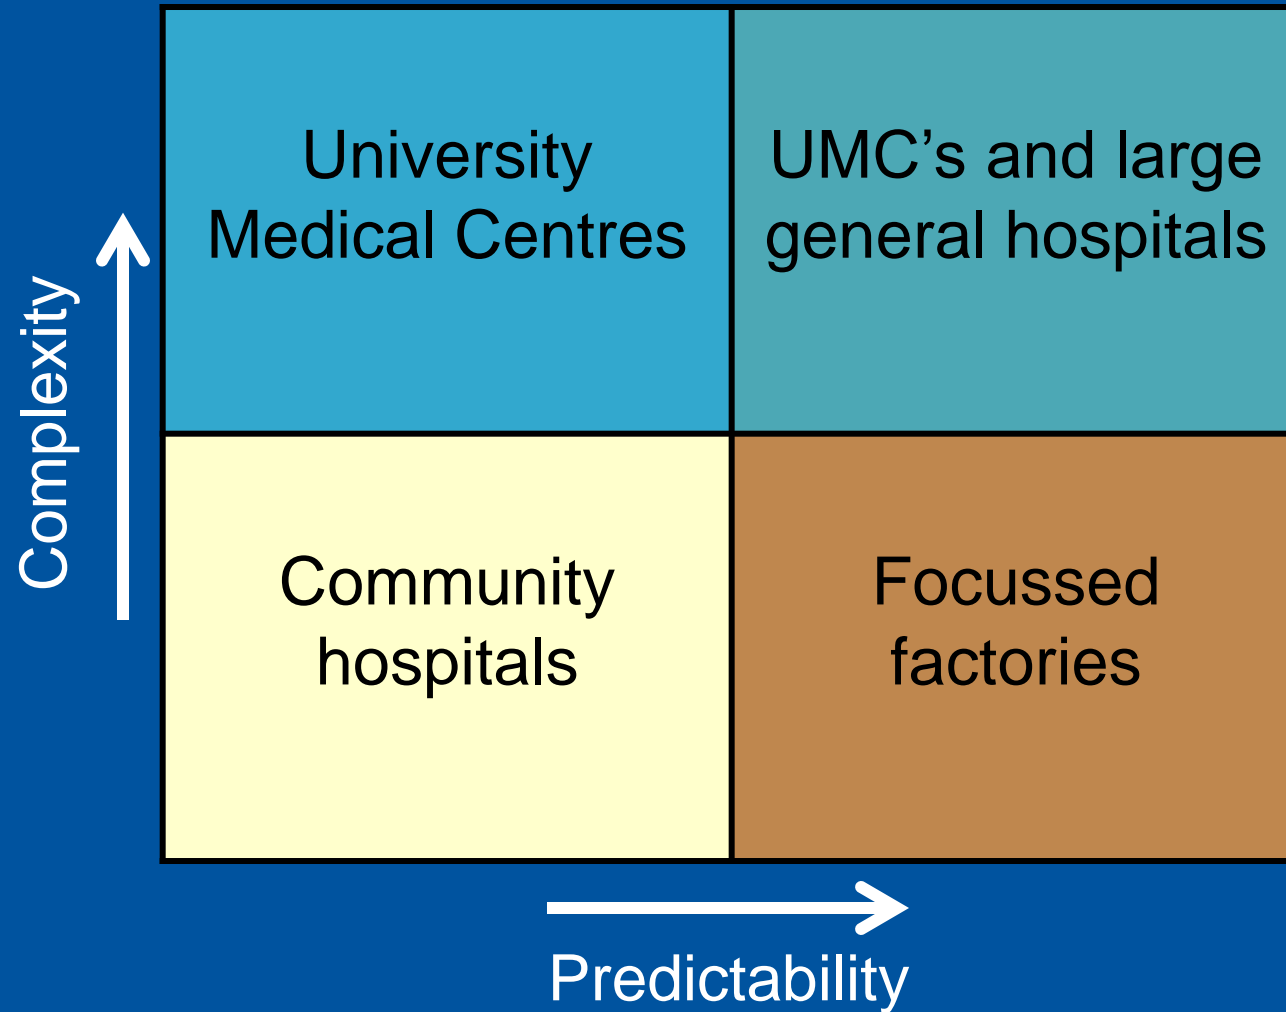 University
Medical Centres
UMC’s and large
general hospitals
Complexity
Community
hospitals
Focussed
factories
Predictability